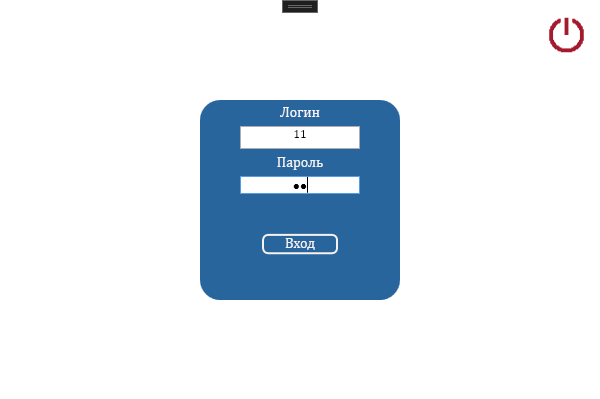 Логин
11
Пароль
●●
Вход